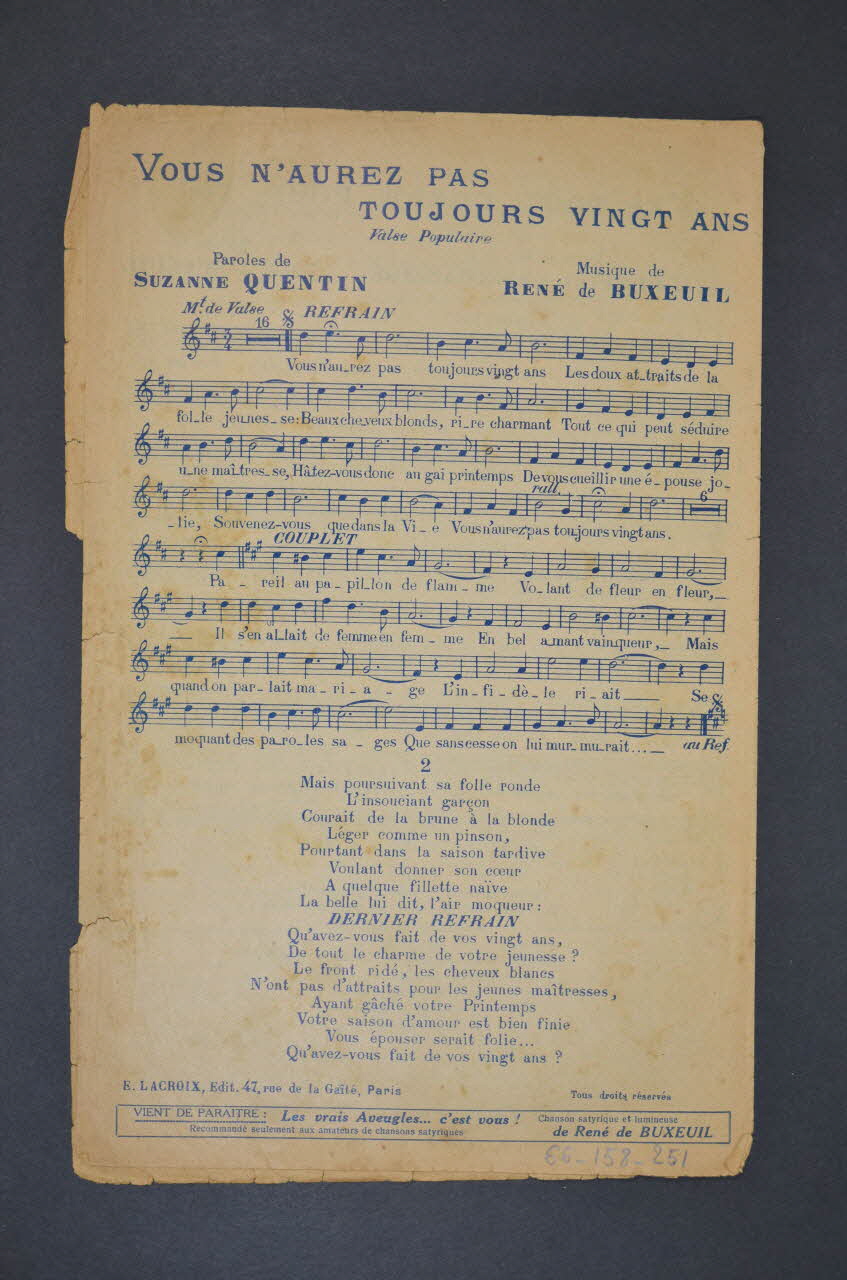 VOUS N'AUREZ PAS
TOUJOURS VINGT ANS
Valse Populaire
Paroles de
SUZANNE QUENTIN
Musique de
RENÉ de BUXEUIL
Mt. de Valse
16
REFRAIN
3 4
Vous n'au_rez pas toujours vingt ans Les doux at_traits de la
fol_le jeu_nes_se: Beaux che_veux blonds, ri_re charmant Tout ce qui peut séduire
u_ne maî_tres_se, Hâ_tez-vous donc au gai printemps De vous cueillir une é_pouse jo_
rall.
6
_lie, Souvenez-vous que dans la Vi_e Vous n'aurez pas toujours vingt ans.
COUPLET
Pa_reil au pa_pil_lon de flam_me Vo_lant de fleur en fleur,_
_ Il s'en al_lait de femme en fem_me En bel a_mant vainqueur,_ Mais
quand on par_lait ma_ri_a_ge L'in_fi_dè_le ri_ait _ Se
moquant des pa_ro_les sa_ges Que sans cesse on lui mur_mu_rait..._ au Ref.
2
Mais poursuivant sa folle ronde
L'insouciant garçon
Courait de la brune à la blonde
Léger comme un pinson,
Pourtant dans la saison tardive
Voulant donner son cœur
A quelque fillette naïve
La belle lui dit, l'air moqueur:
DERNIER REFRAIN
Qu'avez-vous fait de vos vingt ans,
De tout le charme de votre jeunesse ?
Le front ridé, les cheveux blancs
N'ont pas d'attraits pour les jeunes maîtresses,
Ayant gâché votre Printemps
Votre saison d'amour est bien finie
Vous épouser serait folie...
Qu'avez-vous fait de vos vingt ans ?
E. LACROIX, Edit. 47, rue de la Gaîté, Paris
Tous droits réservés
VIENT DE PARAITRE : Les vrais Aveugles... c'est vous ! Chanson satyrique et lumineuse
Recommandé seulement aux amateurs de chansons satyriques de René de BUXEUIL
E6-158-251